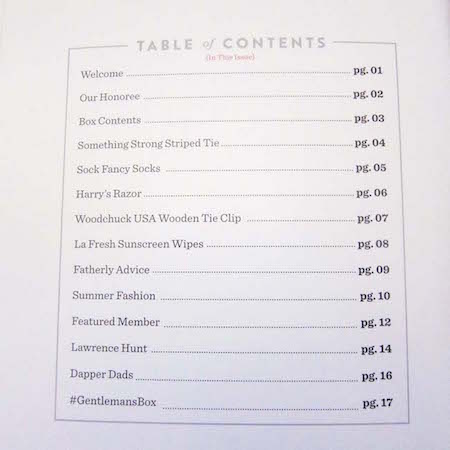 TABLE of CONTENTS
(In This Issue)
Welcome pg. 01
Our Honoree pg. 02
Box Contents pg. 03
Something Strong Striped Tie pg. 04
Sock Fancy Socks pg. 05
Harry's Razor pg. 06
Woodchuck USA Wooden Tie Clip pg. 07
La Fresh Sunscreen Wipes pg. 08
Fatherly Advice pg. 09
Summer Fashion pg. 10
Featured Member pg. 12
Lawrence Hunt pg. 14
Dapper Dads pg. 16
#GentlemansBox pg. 17